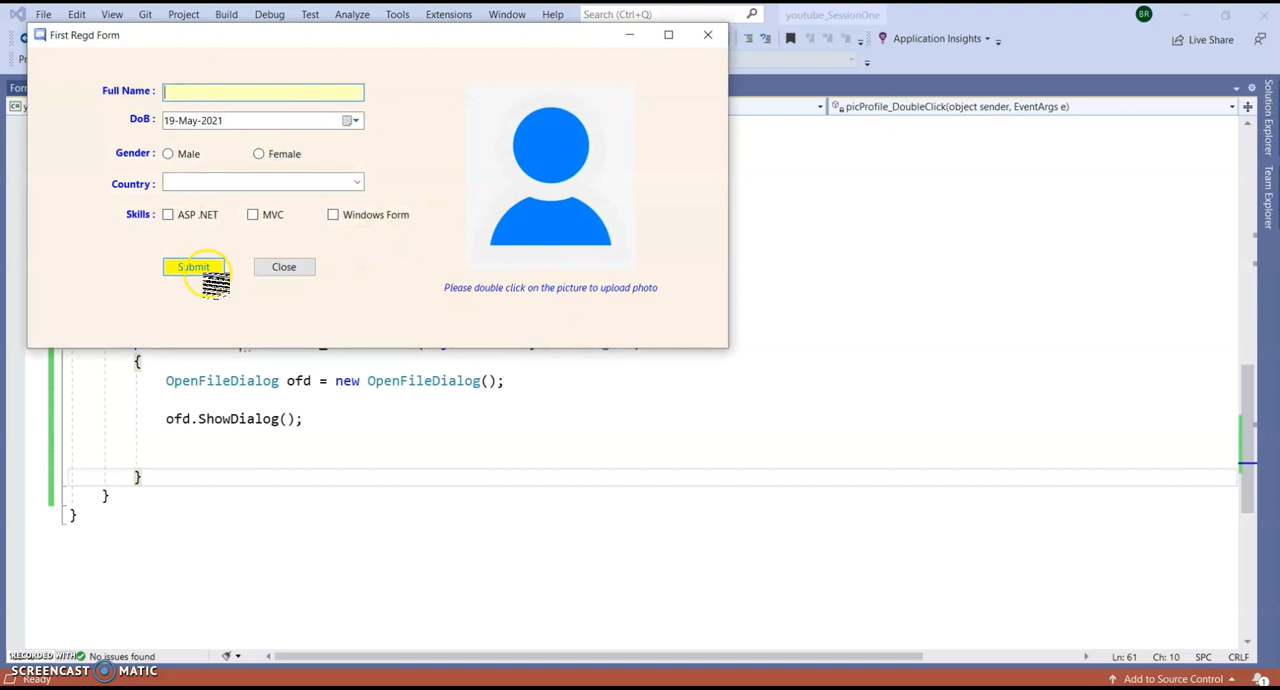 File Edit View Git Project Build Debug Test Analyze Tools Extensions Window Help Search (Ctrl+Q) youtube_SessionOne BR
First Regd Form
Application Insights Live Share
picProfile_DoubleClick(object sender, EventArgs e)
Full Name :
DoB : 19-May-2021
Gender : Male Female
Country :
Skills : ASP .NET MVC Windows Form
Submit Close
Please double click on the picture to upload photo
Solution Explorer
Team Explorer
{
OpenFileDialog ofd = new OpenFileDialog();
ofd.ShowDialog();
}
}
}
No issues found Ln: 61 Ch: 10 SPC CRLF
RECORDED WITH
SCREENCAST MATIC
Ready Add to Source Control 1